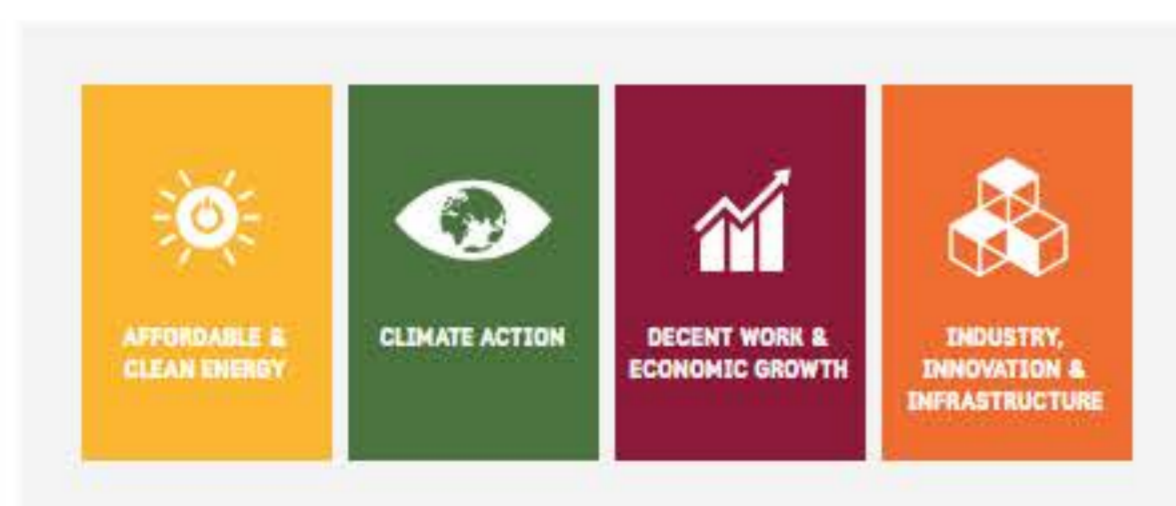 AFFORDABLE &
CLEAN ENERGY
CLIMATE ACTION
DECENT WORK &
ECONOMIC GROWTH
INDUSTRY,
INNOVATION &
INFRASTRUCTURE